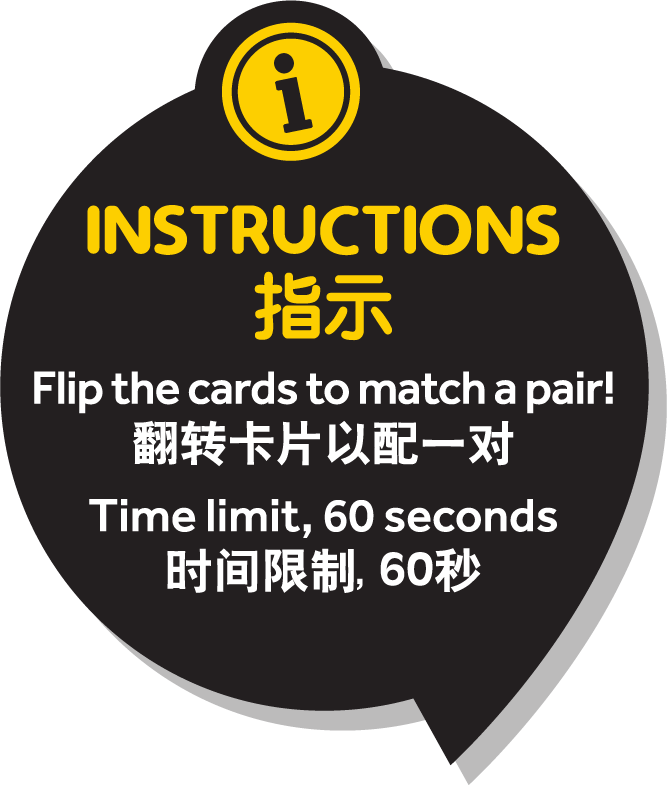 i
INSTRUCTIONS
指示
Flip the cards to match a pair!
翻转卡片以配一对
Time limit, 60 seconds
时间限制, 60秒